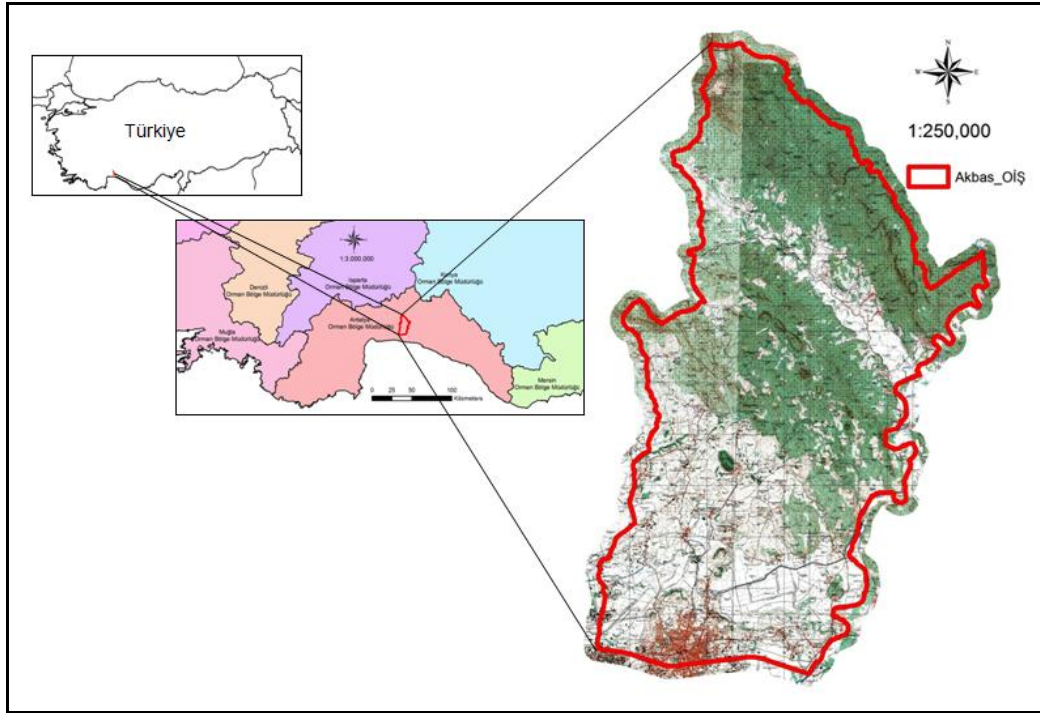 Türkiye
N
W E
S
1:250,000
Akbas_OİŞ
1:3.000.000
Denizli
Orman Bölge Müdürlüğü
Isparta
Orman Bölge Müdürlüğü
Konya
Orman Bölge Müdürlüğü
Antalya
Orman Bölge Müdürlüğü
Muğla
Orman Bölge Müdürlüğü
Mersin
Orman Bölge Müdürlüğü
0 25 50 100
Kilometers